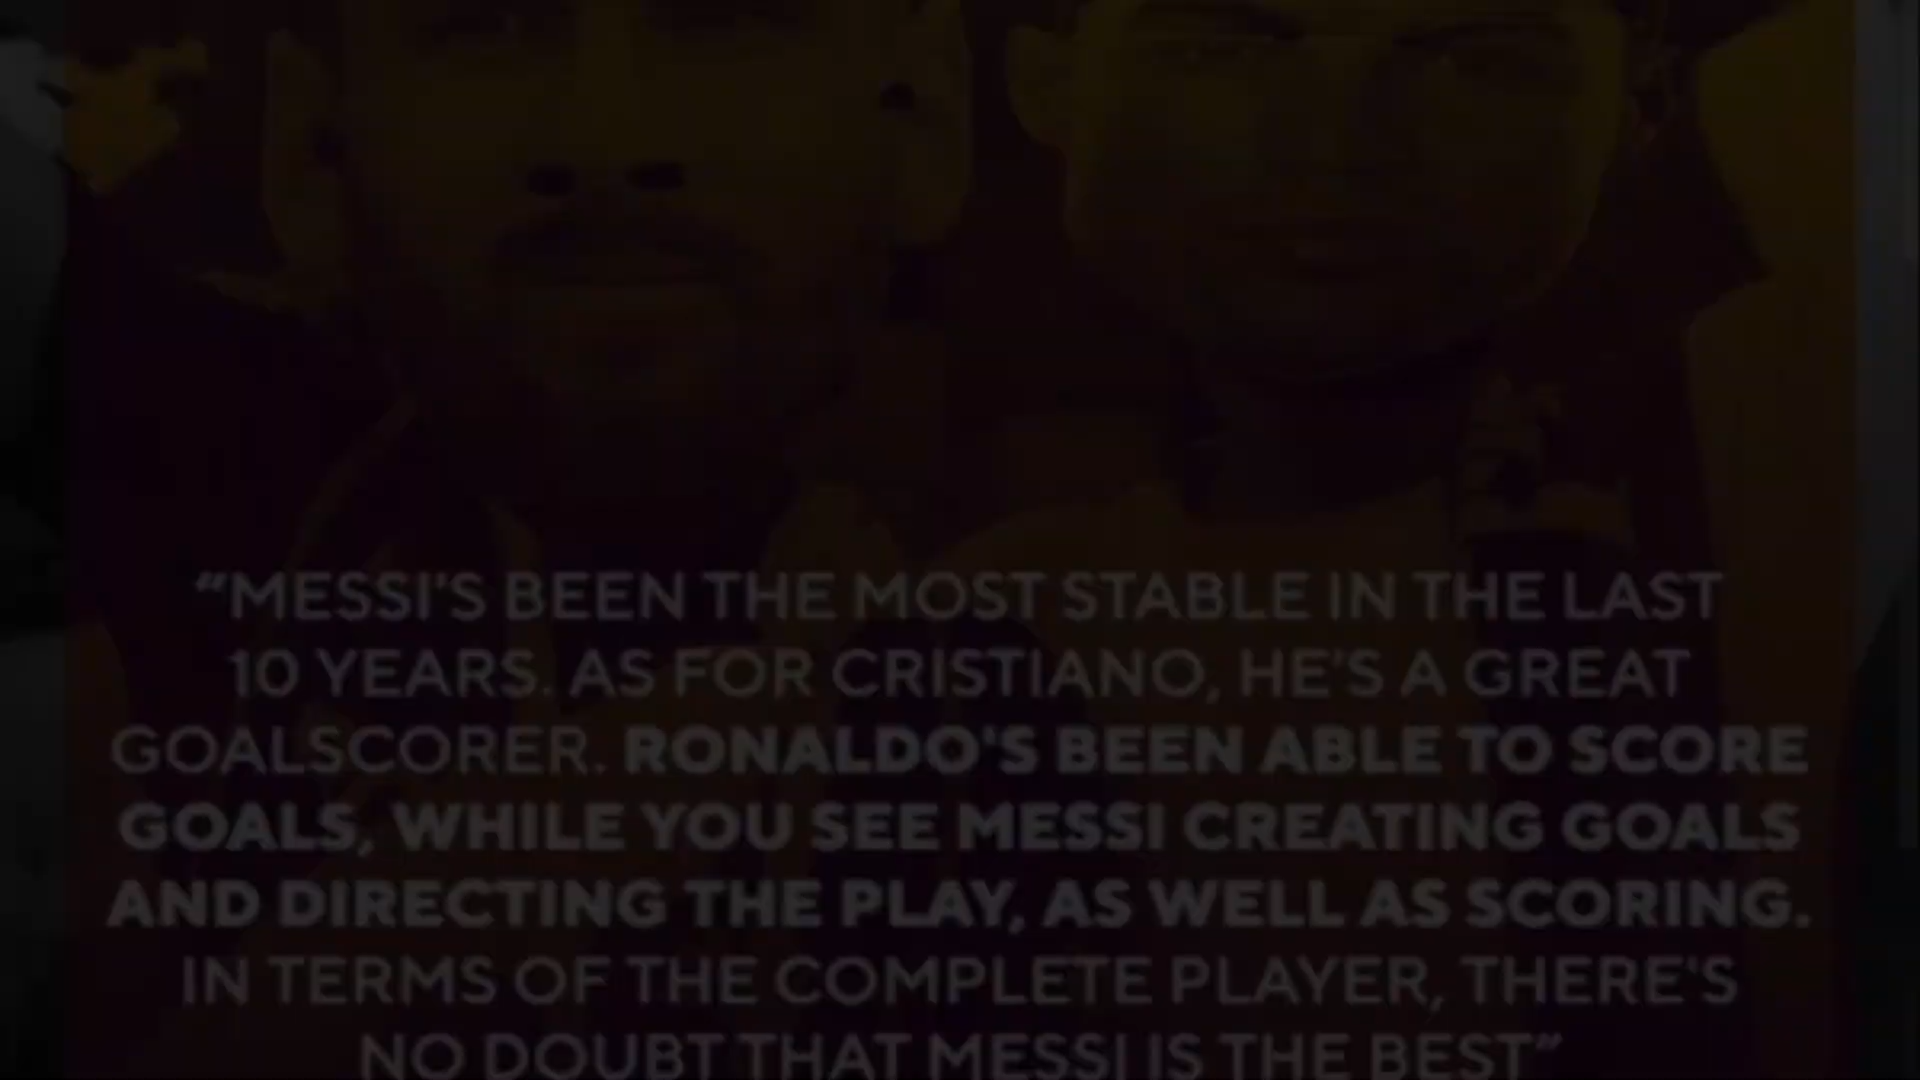 “MESSI'S BEEN THE MOST STABLE IN THE LAST
10 YEARS. AS FOR CRISTIANO, HE'S A GREAT
GOALSCORER. RONALDO'S BEEN ABLE TO SCORE
GOALS, WHILE YOU SEE MESSI CREATING GOALS
AND DIRECTING THE PLAY, AS WELL AS SCORING.
IN TERMS OF THE COMPLETE PLAYER, THERE'S
NO DOUBT THAT MESSI IS THE BEST”